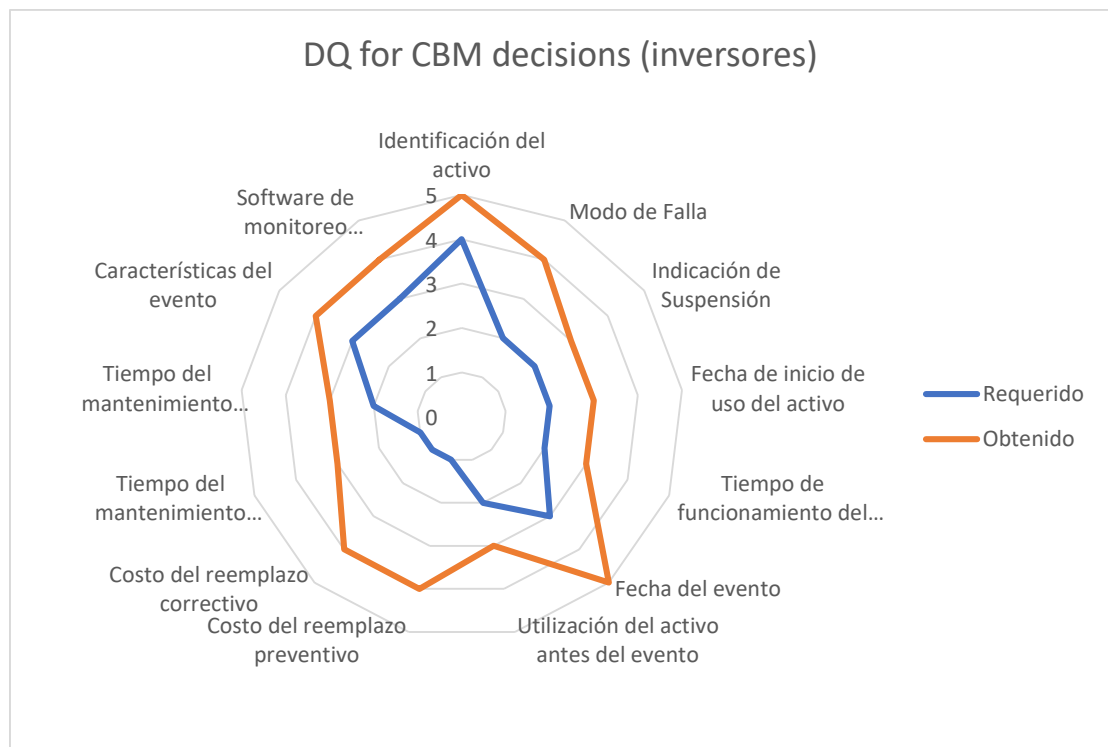 DQ for CBM decisions (inversores)
Identificación del
activo
Modo de Falla
Indicación de
Suspensión
Fecha de inicio de
uso del activo
Tiempo de
funcionamiento del...
Fecha del evento
Utilización del activo
antes del evento
Costo del reemplazo
preventivo
Costo del reemplazo
correctivo
Tiempo del
mantenimiento...
Tiempo del
mantenimiento...
Características del
evento
Software de
monitoreo...
5
4
3
2
1
0
Requerido
Obtenido